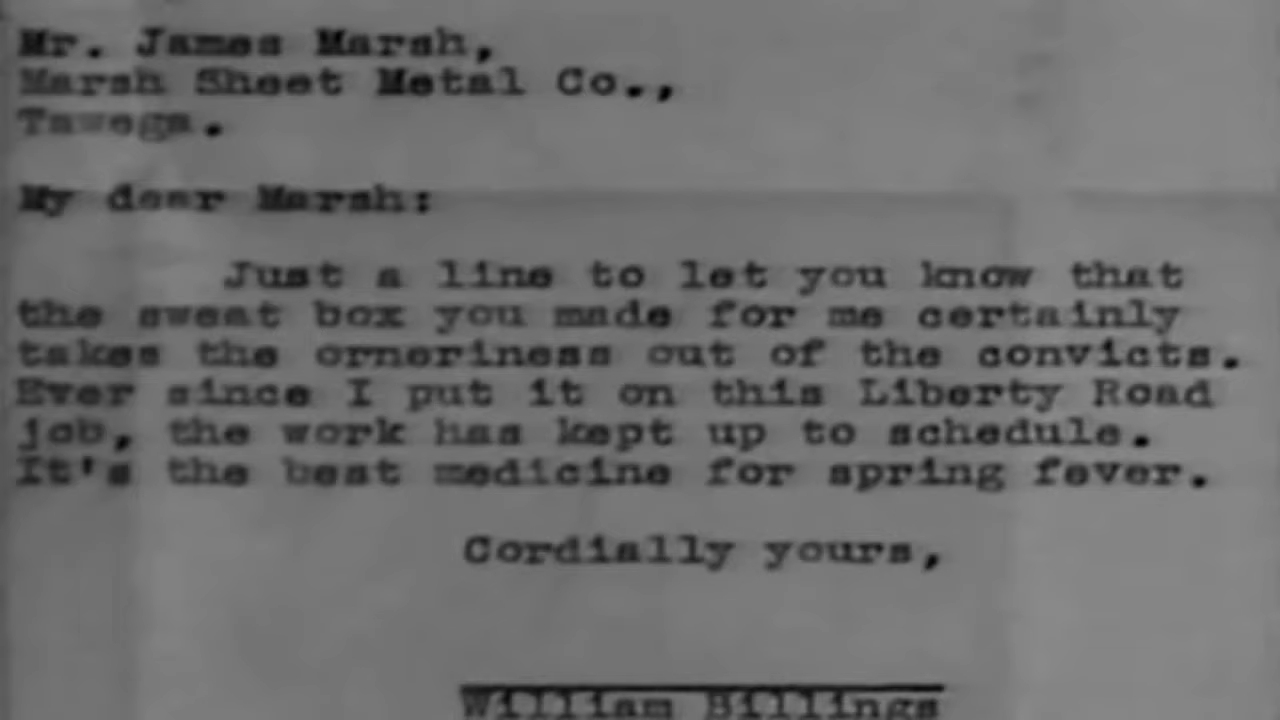 Mr. James Marsh,
Marsh Sheet Metal Co.,
Tawega.
My dear Marsh:
Just a line to let you know that
the sweat box you made for me certainly
takes the orneriness out of the convicts.
Ever since I put it on this Liberty Road
job, the work has kept up to schedule.
It's the best medicine for spring fever.
Cordially yours,
William Billings